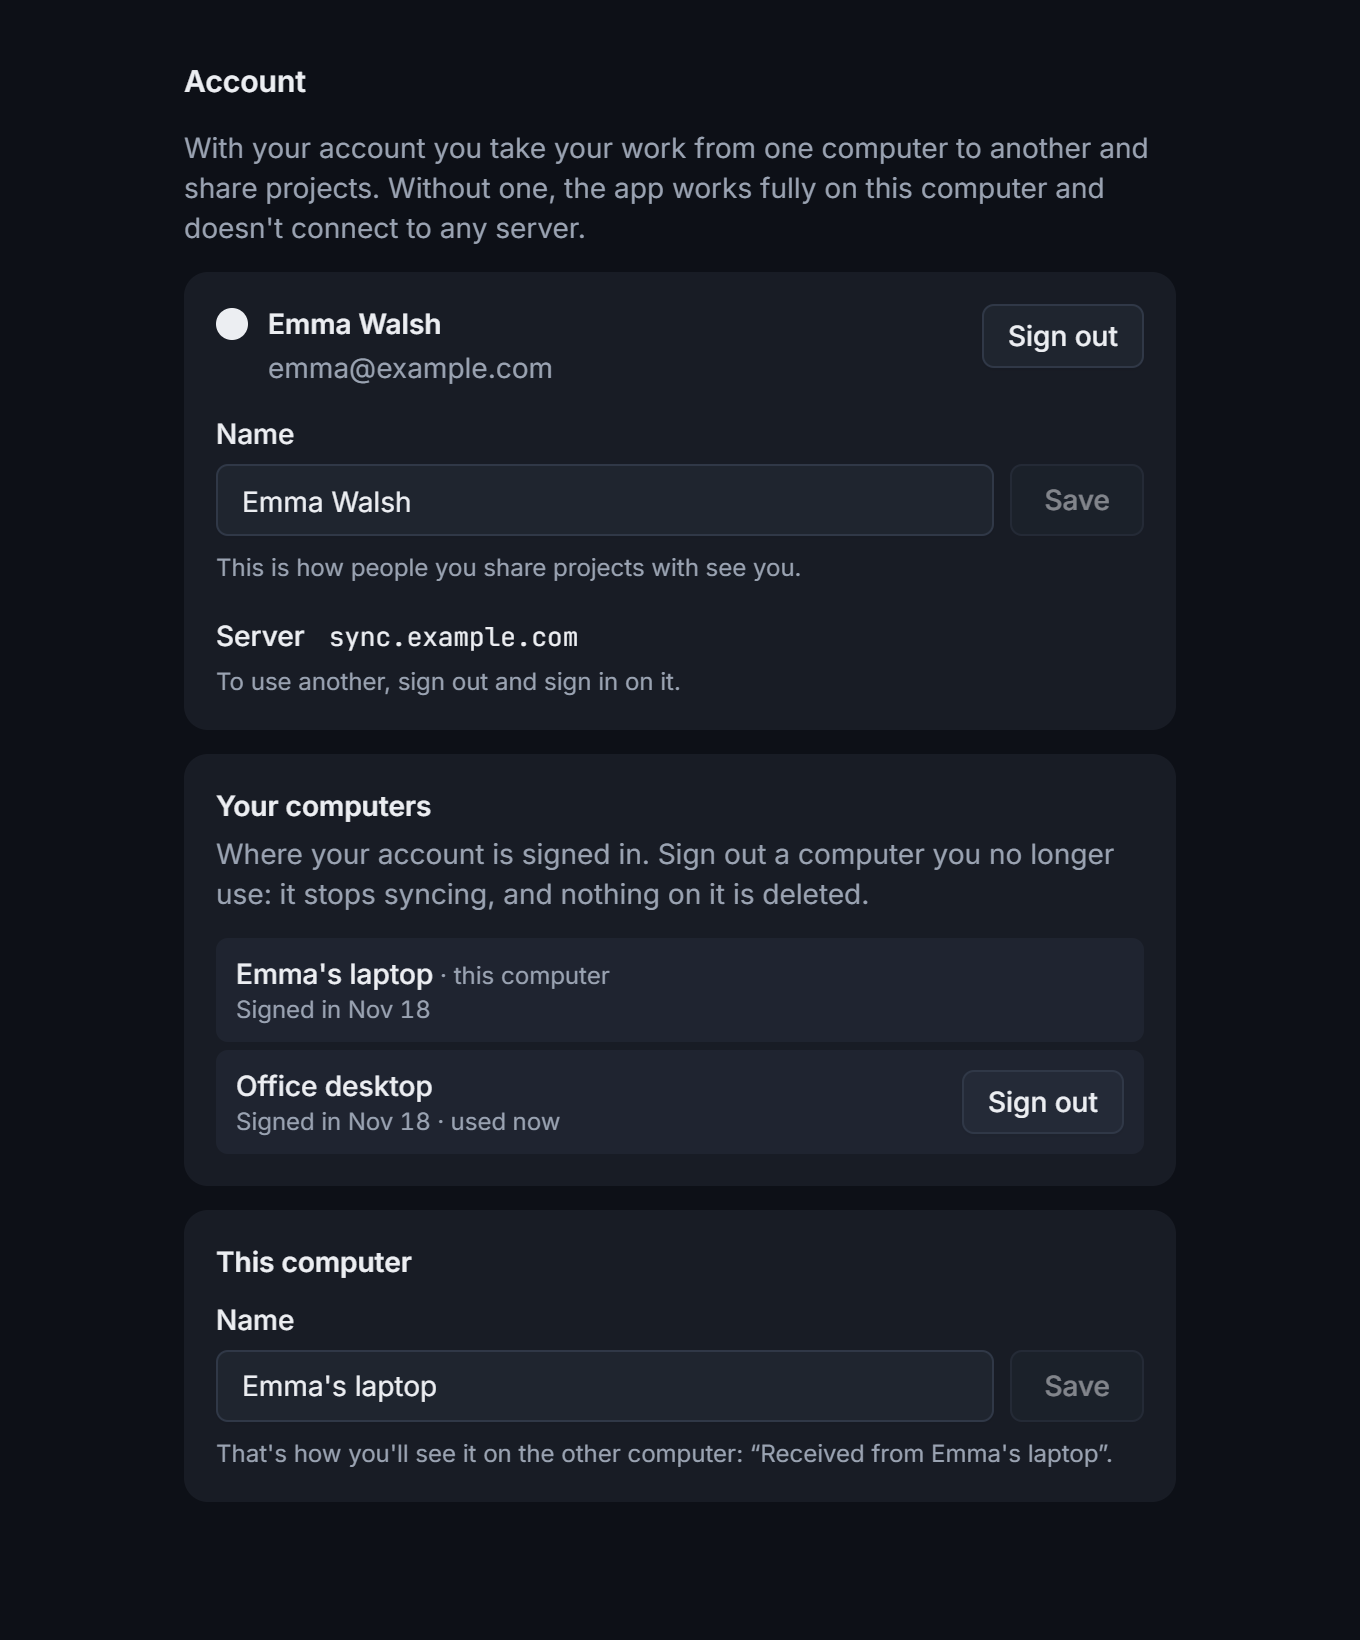 Account
With your account you take your work from one computer to another and
share projects. Without one, the app works fully on this computer and
doesn't connect to any server.
Emma Walsh
Sign out
emma@example.com
Name
Emma Walsh
Save
This is how people you share projects with see you.
Server sync.example.com
To use another, sign out and sign in on it.
Your computers
Where your account is signed in. Sign out a computer you no longer
use: it stops syncing, and nothing on it is deleted.
Emma's laptop · this computer
Signed in Nov 18
Office desktop
Signed in Nov 18 · used now
Sign out
This computer
Name
Emma's laptop
Save
That's how you'll see it on the other computer: “Received from Emma's laptop”.